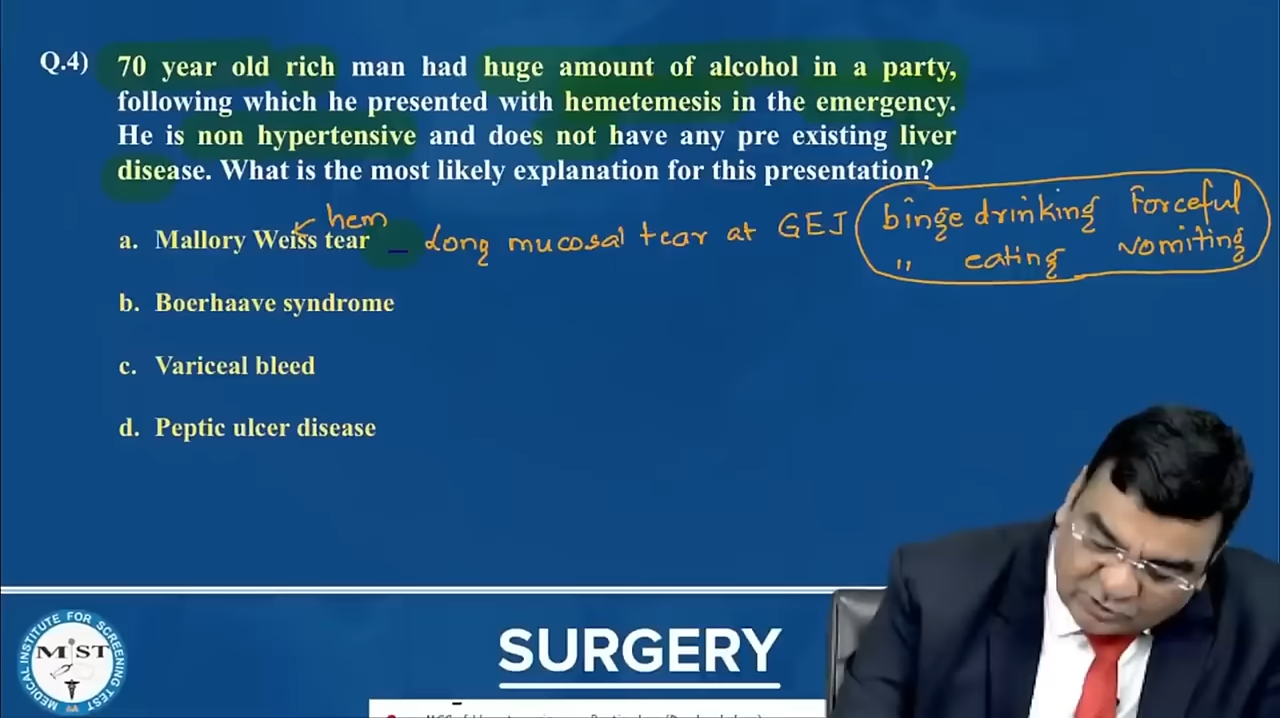 Q.4) 70 year old rich man had huge amount of alcohol in a party,
following which he presented with hemetemesis in the emergency.
He is non hypertensive and does not have any pre existing liver
disease. What is the most likely explanation for this presentation?
hem
a. Mallory Weiss tear – Long mucosal tear at GEJ
binge drinking Forceful
" eating vomiting
b. Boerhaave syndrome
c. Variceal bleed
d. Peptic ulcer disease
MEDICAL INSTITUTE FOR SCREENING TEST
MIST
SURGERY